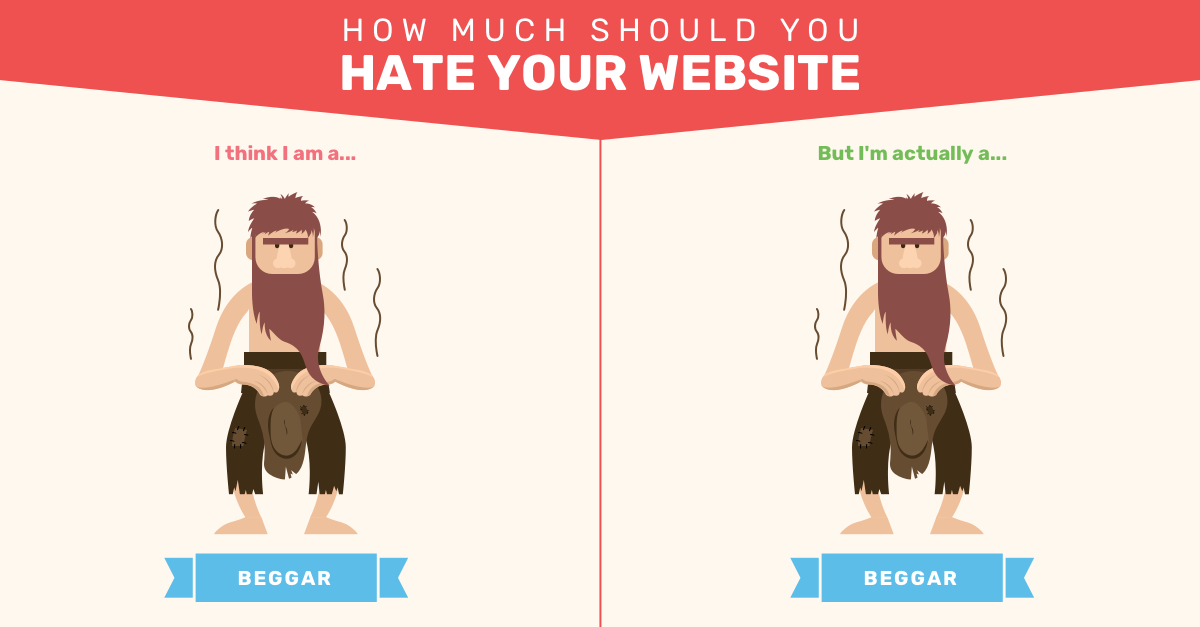 HOW MUCH SHOULD YOU
HATE YOUR WEBSITE
I think I am a...
But I'm actually a...
BEGGAR
BEGGAR